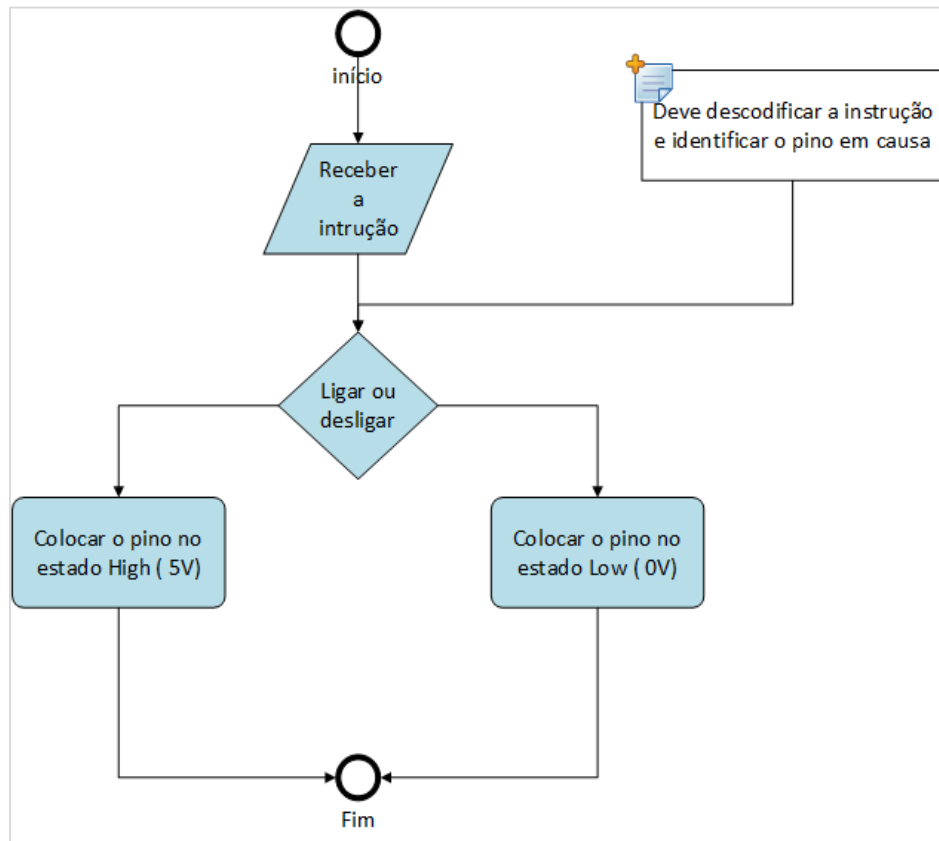 início
Deve descodificar a instrução
e identificar o pino em causa
Receber
a
intrução
Ligar ou
desligar
Colocar o pino no
estado High ( 5V)
Colocar o pino no
estado Low ( 0V)
Fim